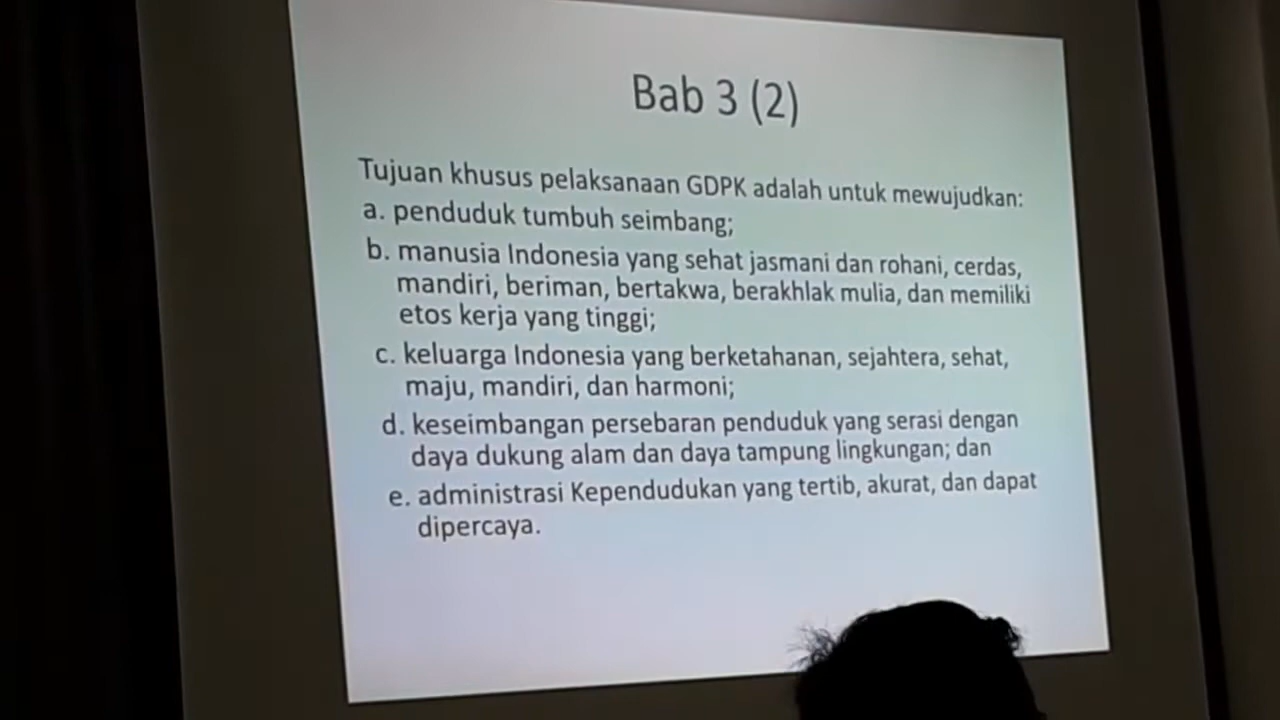 Bab 3 (2)
Tujuan khusus pelaksanaan GDPK adalah untuk mewujudkan:
a. penduduk tumbuh seimbang;
b. manusia Indonesia yang sehat jasmani dan rohani, cerdas,
mandiri, beriman, bertakwa, berakhlak mulia, dan memiliki
etos kerja yang tinggi;
c. keluarga Indonesia yang berketahanan, sejahtera, sehat,
maju, mandiri, dan harmoni;
d. keseimbangan persebaran penduduk yang serasi dengan
daya dukung alam dan daya tampung lingkungan; dan
e. administrasi Kependudukan yang tertib, akurat, dan dapat
dipercaya.